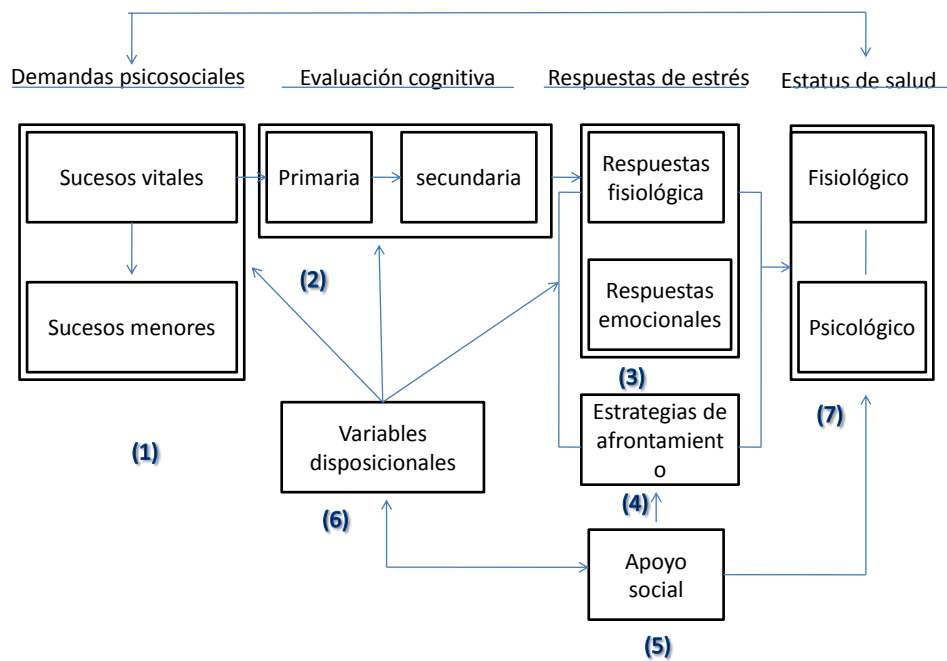 Demandas psicosociales
Evaluación cognitiva
Respuestas de estrés
Estatus de salud
Sucesos vitales
Primaria
secundaria
Respuestas
fisiológica
Fisiológico
(2)
Respuestas
emocionales
Sucesos menores
Psicológico
(3)
Variables
disposicionales
Estrategias de
afrontamient
o
(7)
(1)
(4)
(6)
Apoyo
social
(5)